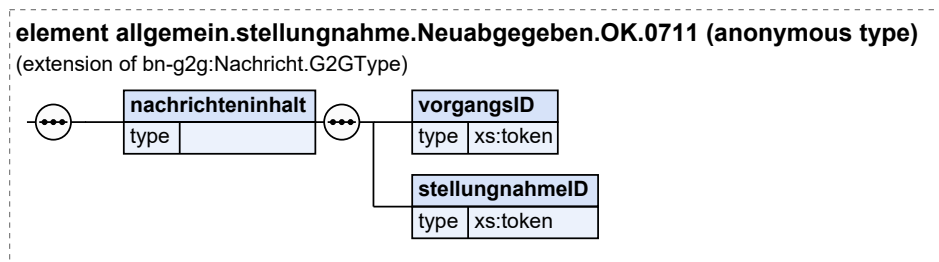 element allgemein.stellungnahme.Neuabgegeben.OK.0711 (anonymous type)
(extension of bn-g2g:Nachricht.G2GType)
nachrichteninhalt
type
vorgangsID
type xs:token
stellungnahmeID
type xs:token